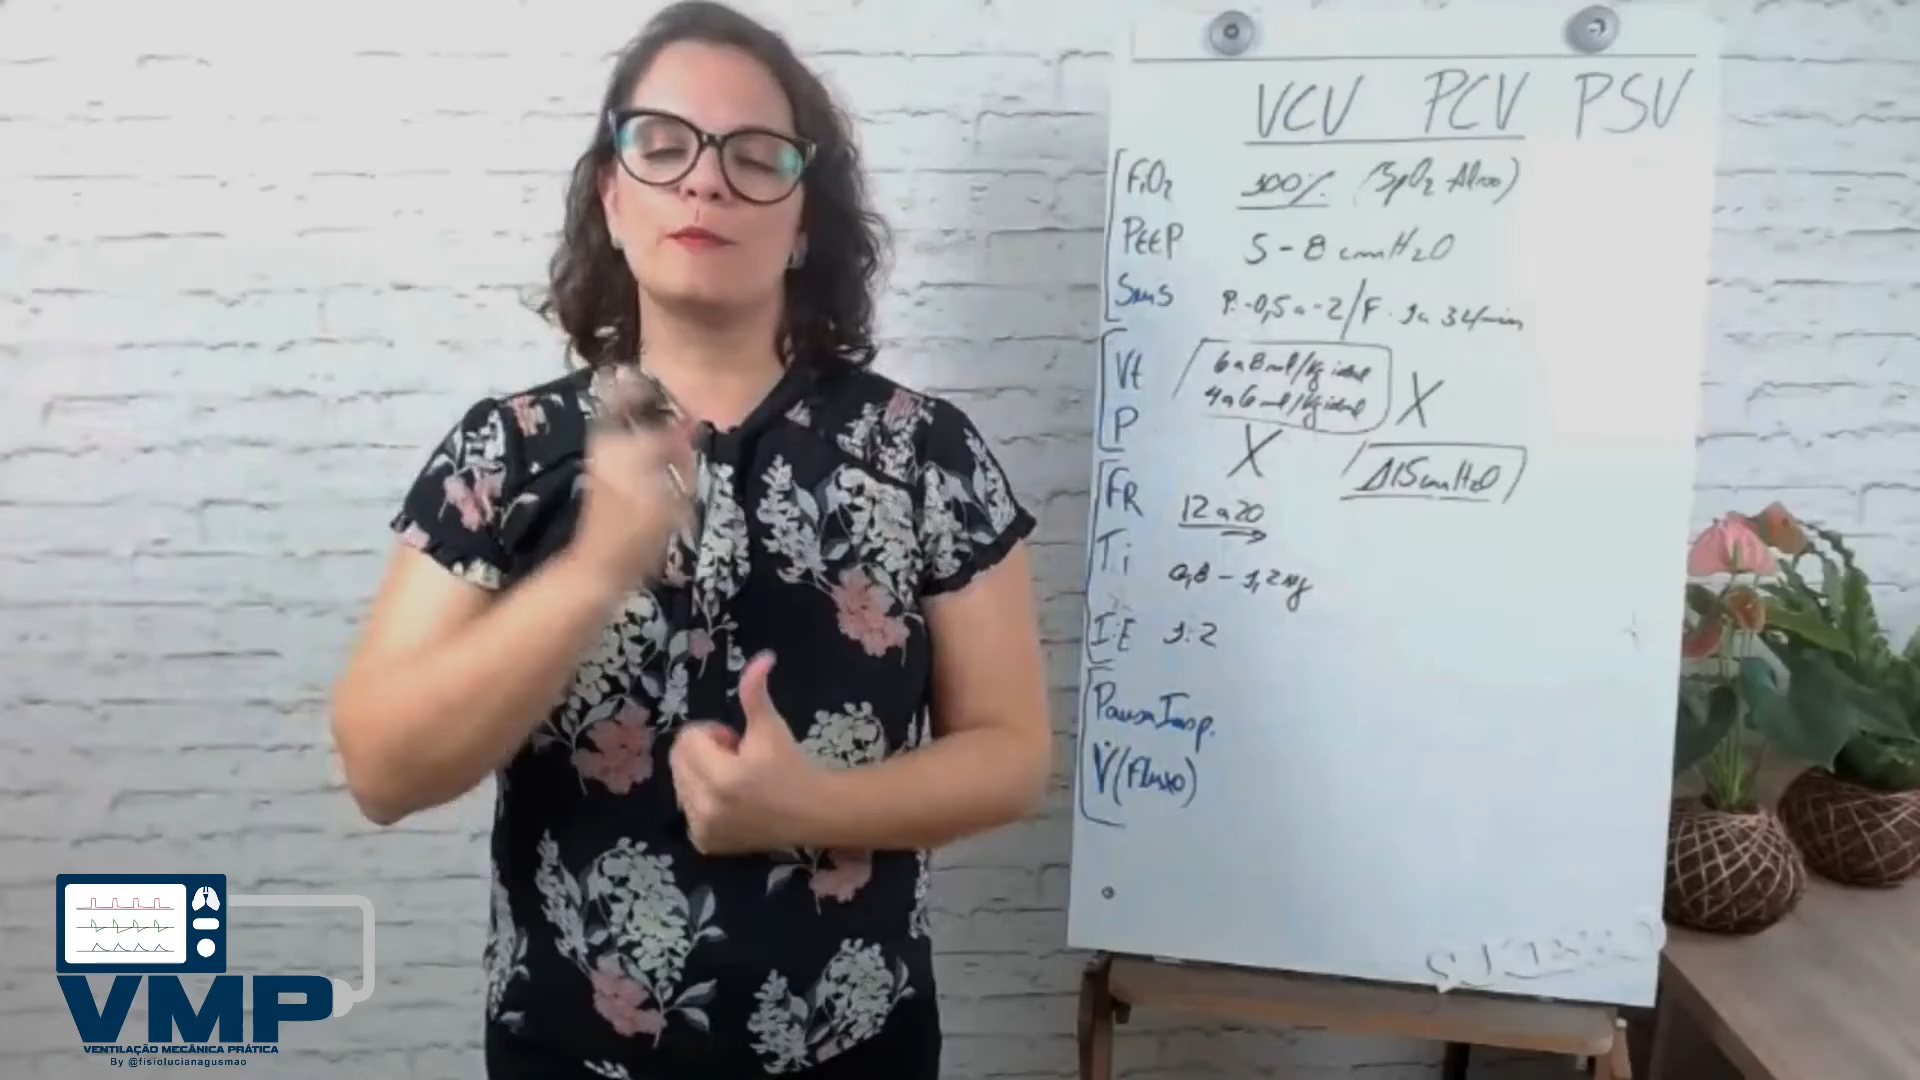 VCV PCV PSV
FiO2 100% (SpO2 Alvo)
PEEP 5 - 8 cmH2O
Sens P. -0,5 a -2 / F. 1 a 3 L/min
Vt 6 a 8 ml/Kg ideal X
4 a 6 ml/Kg ideal
P X Δ15cmH2O
FR 12 a 20
Ti 0,8 - 1,2 seg
I:E 1:2
Pausa Insp.
V̇ (Fluxo)
VMP
VENTILAÇÃO MECÂNICA PRÁTICA
By @fisiolucianagusmao